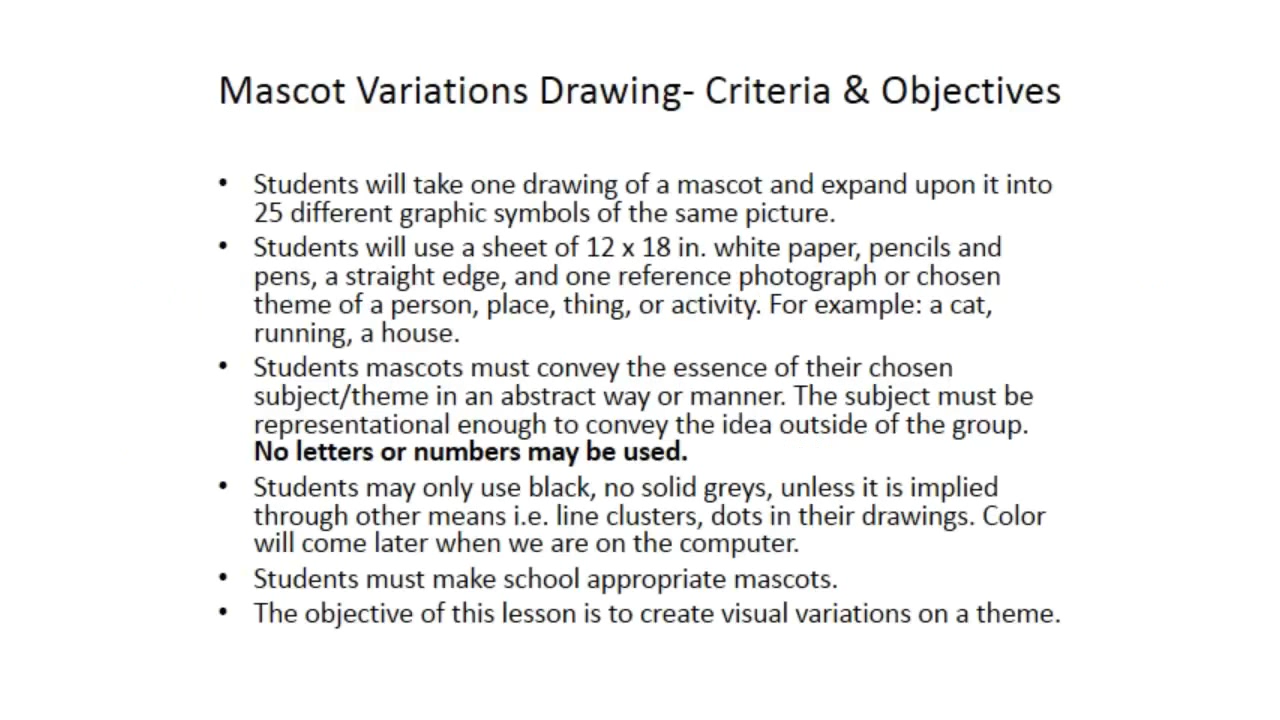 Mascot Variations Drawing- Criteria & Objectives
• Students will take one drawing of a mascot and expand upon it into
25 different graphic symbols of the same picture.
• Students will use a sheet of 12 x 18 in. white paper, pencils and
pens, a straight edge, and one reference photograph or chosen
theme of a person, place, thing, or activity. For example: a cat,
running, a house.
• Students mascots must convey the essence of their chosen
subject/theme in an abstract way or manner. The subject must be
representational enough to convey the idea outside of the group.
No letters or numbers may be used.
• Students may only use black, no solid greys, unless it is implied
through other means i.e. line clusters, dots in their drawings. Color
will come later when we are on the computer.
• Students must make school appropriate mascots.
• The objective of this lesson is to create visual variations on a theme.